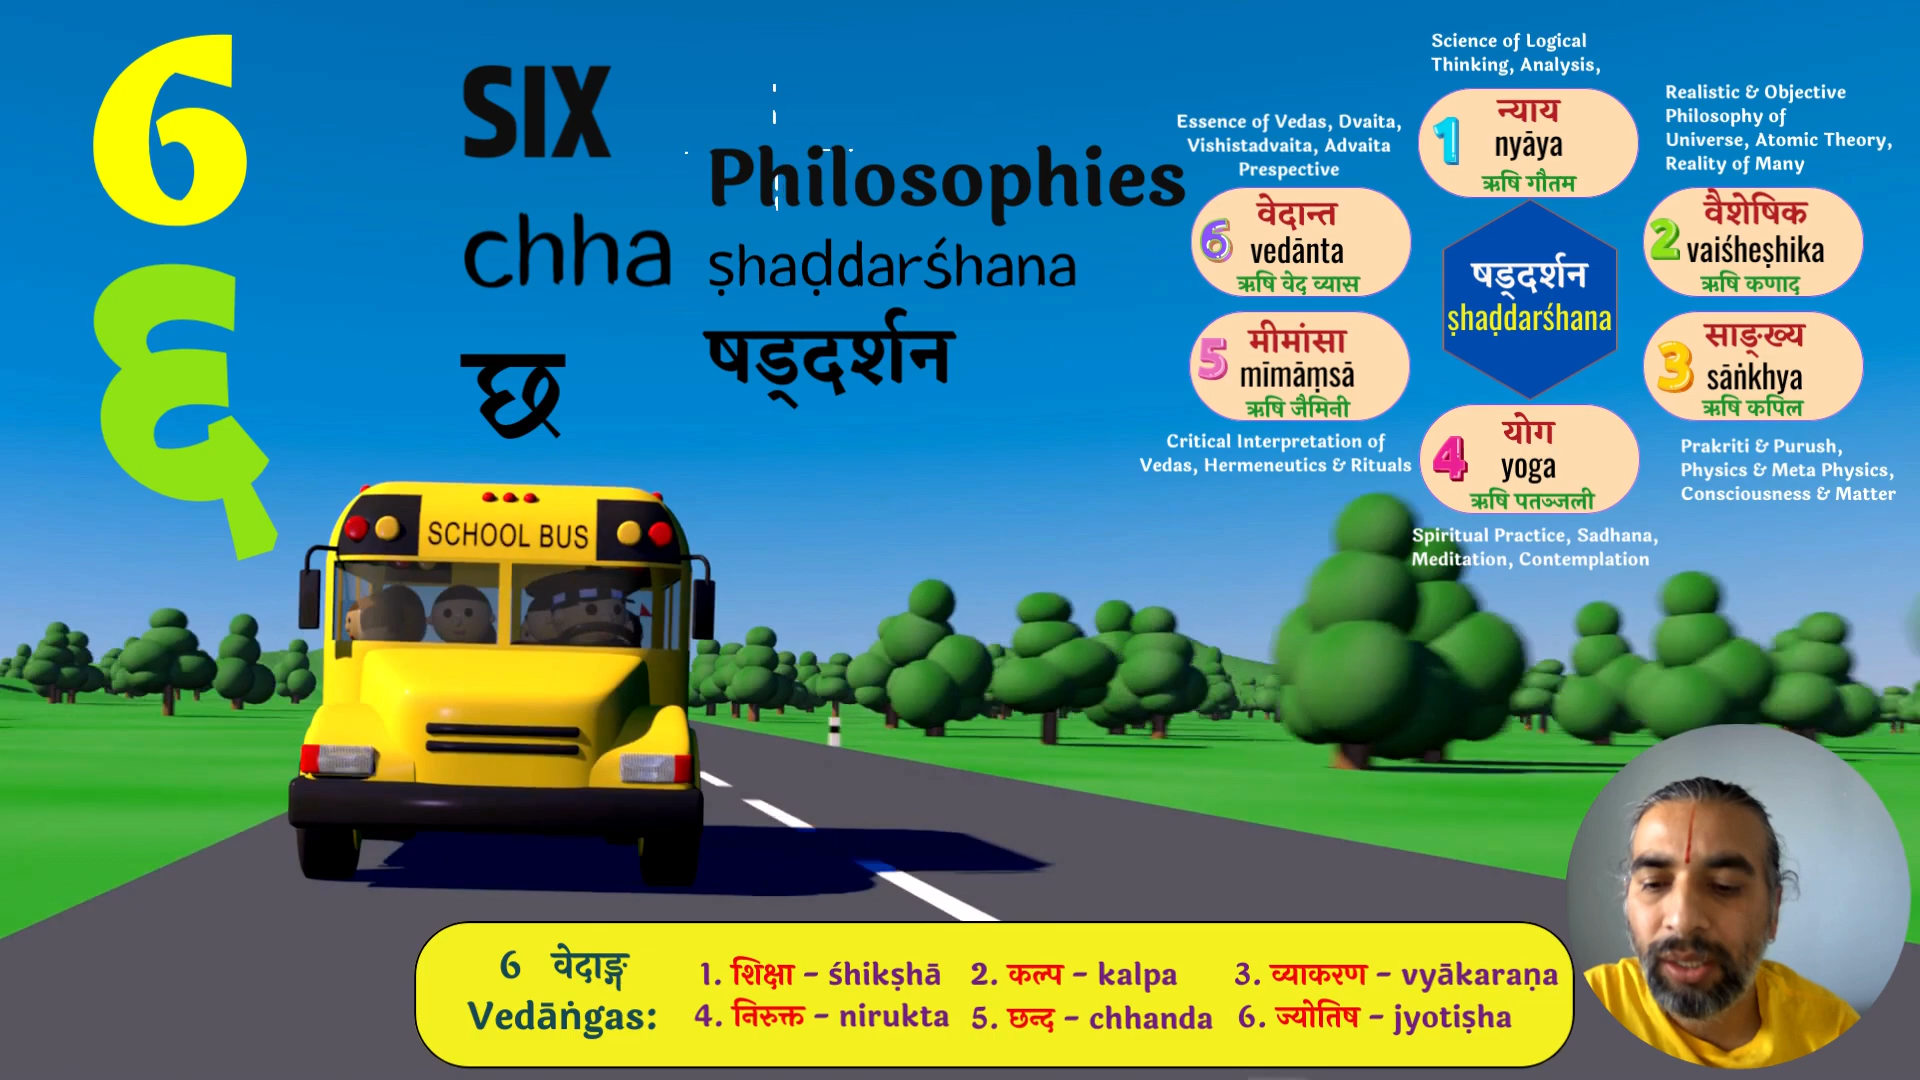 6
६
SIX
chha
छ
Philosophies
ṣhaḍdarśhana
षड्दर्शन
Science of Logical
Thinking, Analysis,
1
न्याय
nyāya
ऋषि गौतम
Realistic & Objective
Philosophy of
Universe, Atomic Theory,
Reality of Many
2
वैशेषिक
vaiśheṣhika
ऋषि कणाद
3
साङ्ख्य
sāṅkhya
ऋषि कपिल
Prakriti & Purush,
Physics & Meta Physics,
Consciousness & Matter
4
योग
yoga
ऋषि पतञ्जली
Spiritual Practice, Sadhana,
Meditation, Contemplation
5
मीमांसा
mīmāṃsā
ऋषि जैमिनी
Critical Interpretation of
Vedas, Hermeneutics & Rituals
Essence of Vedas, Dvaita,
Vishistadvaita, Advaita
Prespective
6
वेदान्त
vedānta
ऋषि वेद व्यास
षड्दर्शन
ṣhaḍdarśhana
SCHOOL BUS
6 वेदाङ्ग
Vedāṅgas:
1. शिक्षा – śhikṣhā 2. कल्प – kalpa 3. व्याकरण – vyākaraṇa
4. निरुक्त – nirukta 5. छन्द – chhanda 6. ज्योतिष – jyotiṣha